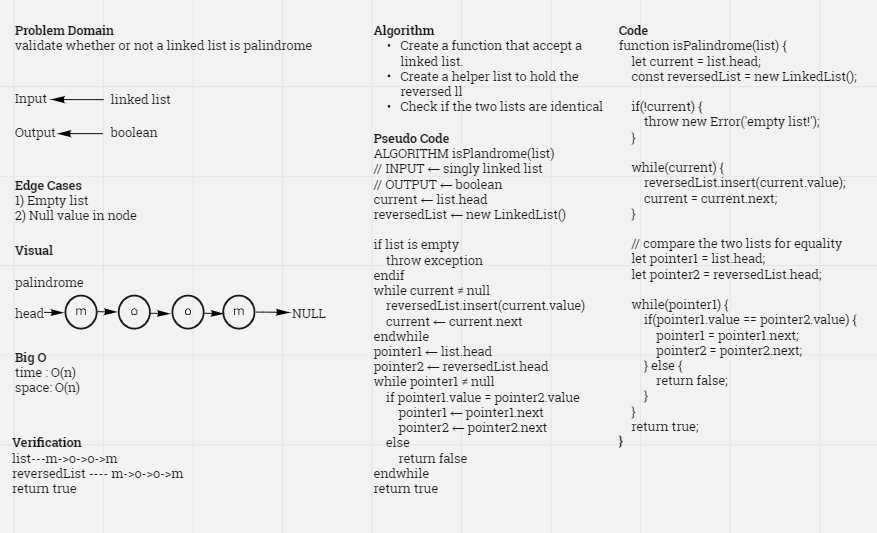 Problem Domain
validate whether or not a linked list is palindrome
Input linked list
Output boolean
Edge Cases
1) Empty list
2) Null value in node
Visual
palindrome
head m o o m NULL
Big O
time : O(n)
space: O(n)
Verification
list---m->o->o->m
reversedList ---- m->o->o->m
return true
Algorithm
• Create a function that accept a
linked list.
• Create a helper list to hold the
reversed ll
• Check if the two lists are identical
Pseudo Code
ALGORITHM isPlandrome(list)
// INPUT ← singly linked list
// OUTPUT ← boolean
current ← list.head
reversedList ← new LinkedList()
if list is empty
throw exception
endif
while current ≠ null
reversedList.insert(current.value)
current ← current.next
endwhile
pointer1 ← list.head
pointer2 ← reversedList.head
while pointer1 ≠ null
if pointer1.value = pointer2.value
pointer1 ← pointer1.next
pointer2 ← pointer2.next
else
return false
endwhile
return true
Code
function isPalindrome(list) {
let current = list.head;
const reversedList = new LinkedList();
if(!current) {
throw new Error('empty list!');
}
while(current) {
reversedList.insert(current.value);
current = current.next;
}
// compare the two lists for equality
let pointer1 = list.head;
let pointer2 = reversedList.head;
while(pointer1) {
if(pointer1.value == pointer2.value) {
pointer1 = pointer1.next;
pointer2 = pointer2.next;
} else {
return false;
}
}
return true;
}